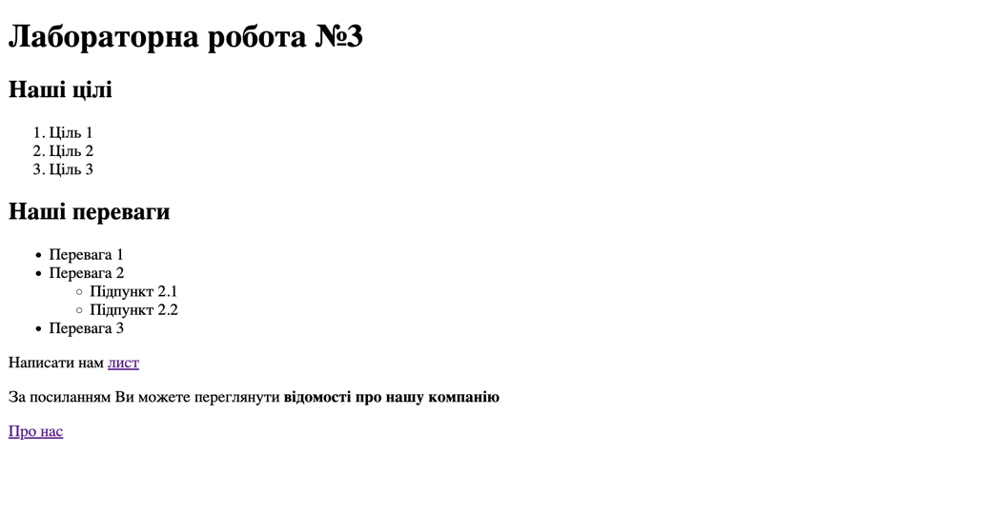 Лабораторна робота №3
Наші цілі
1. Ціль 1
2. Ціль 2
3. Ціль 3
Наші переваги
• Перевага 1
• Перевага 2
◦ Підпункт 2.1
◦ Підпункт 2.2
• Перевага 3
Написати нам лист
За посиланням Ви можете переглянути відомості про нашу компанію
Про нас